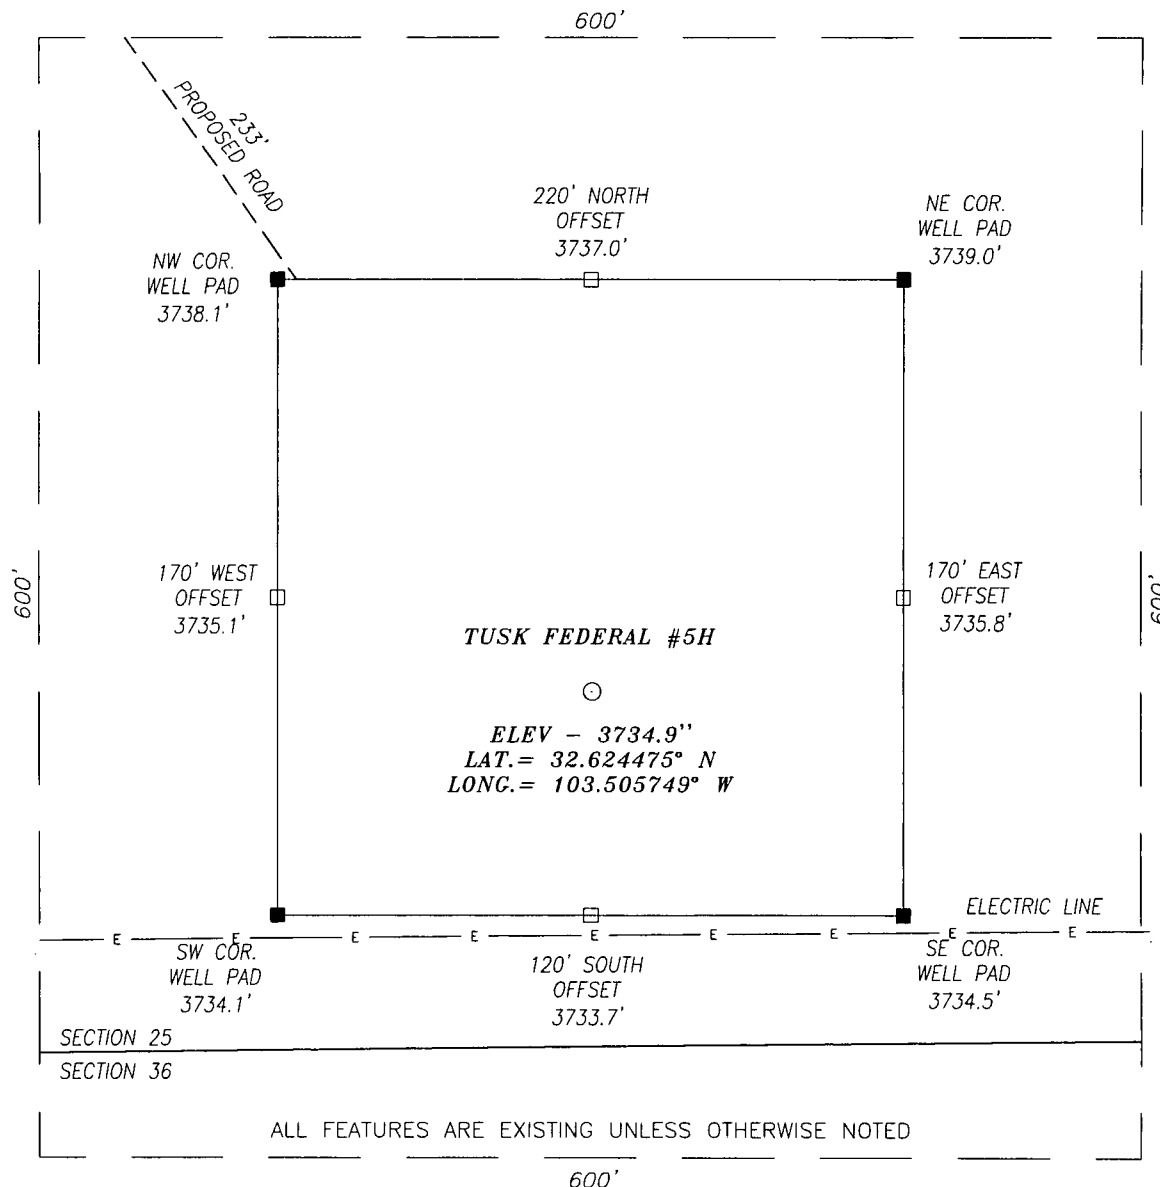 600'
233'
PROPOSED ROAD
220' NORTH
OFFSET
3737.0'
NE COR.
WELL PAD
3739.0'
NW COR.
WELL PAD
3738.1'
600'
170' WEST
OFFSET
3735.1'
170' EAST
OFFSET
3735.8'
600'
TUSK FEDERAL #5H
ELEV - 3734.9''
LAT.= 32.624475° N
LONG.= 103.505749° W
ELECTRIC LINE
E E E E E E E E E
SW COR.
WELL PAD
3734.1'
120' SOUTH
OFFSET
3733.7'
SE COR.
WELL PAD
3734.5'
SECTION 25
SECTION 36
ALL FEATURES ARE EXISTING UNLESS OTHERWISE NOTED
600'